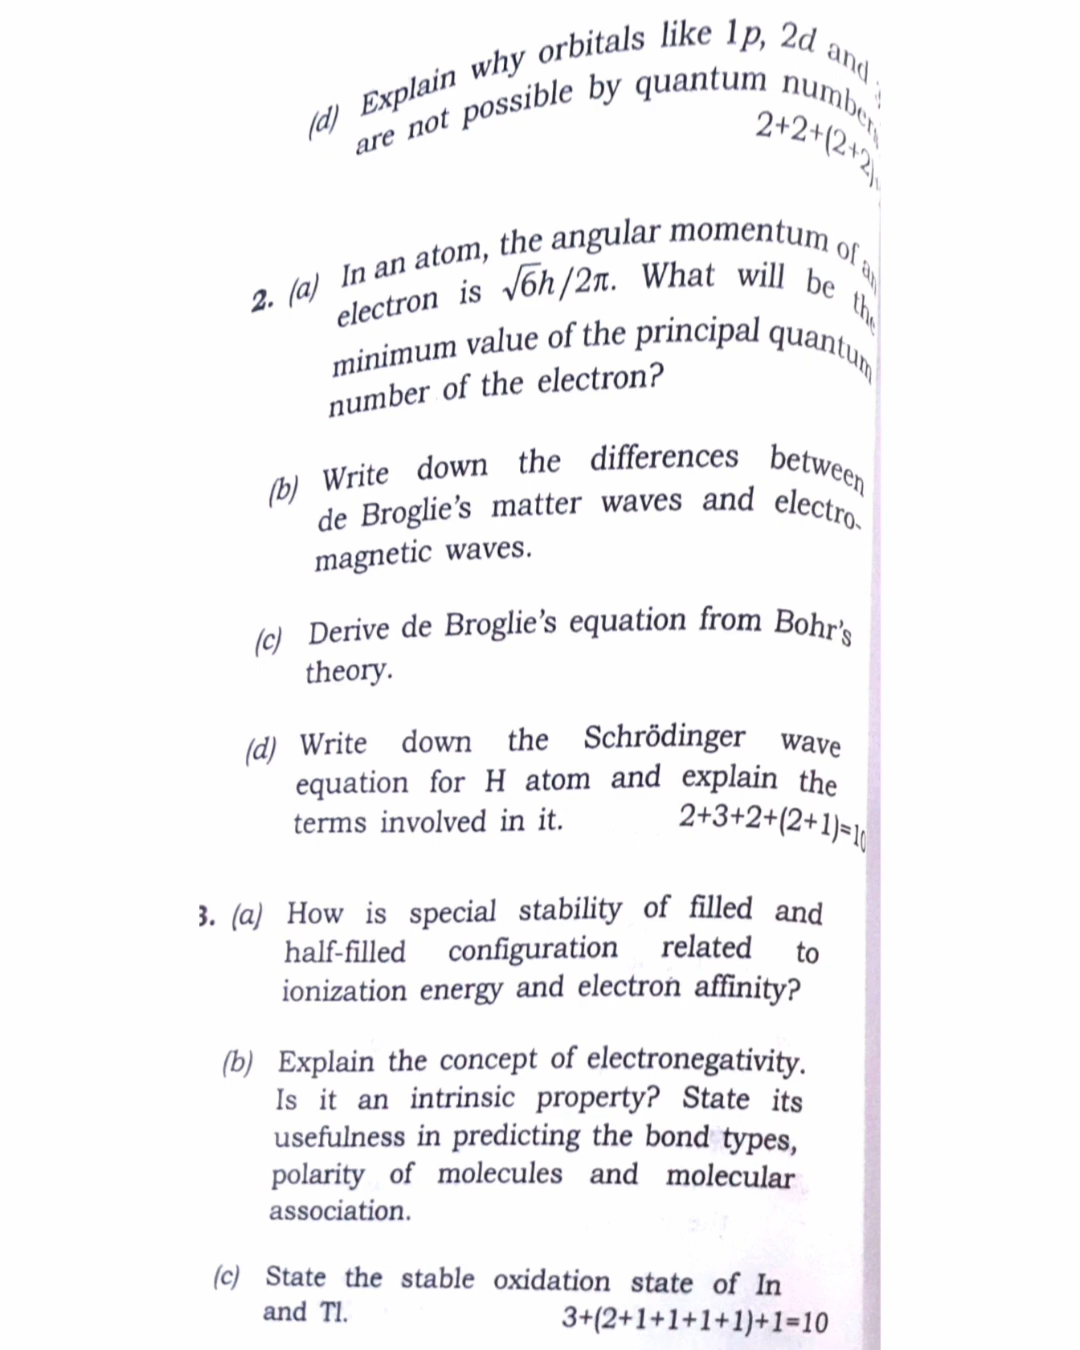 (d) Explain why orbitals like 1p, 2d and
are not possible by quantum numbers
2+2+(2+2)
2. (a) In an atom, the angular momentum of an
electron is √6h/2π. What will be the
minimum value of the principal quantum
number of the electron?
(b) Write down the differences between
de Broglie's matter waves and electro-
magnetic waves.
(c) Derive de Broglie's equation from Bohr's
theory.
(d) Write down the Schrödinger wave
equation for H atom and explain the
terms involved in it. 2+3+2+(2+1)=10
3. (a) How is special stability of filled and
half-filled configuration related to
ionization energy and electron affinity?
(b) Explain the concept of electronegativity.
Is it an intrinsic property? State its
usefulness in predicting the bond types,
polarity of molecules and molecular
association.
(c) State the stable oxidation state of In
and Tl. 3+(2+1+1+1+1)+1=10